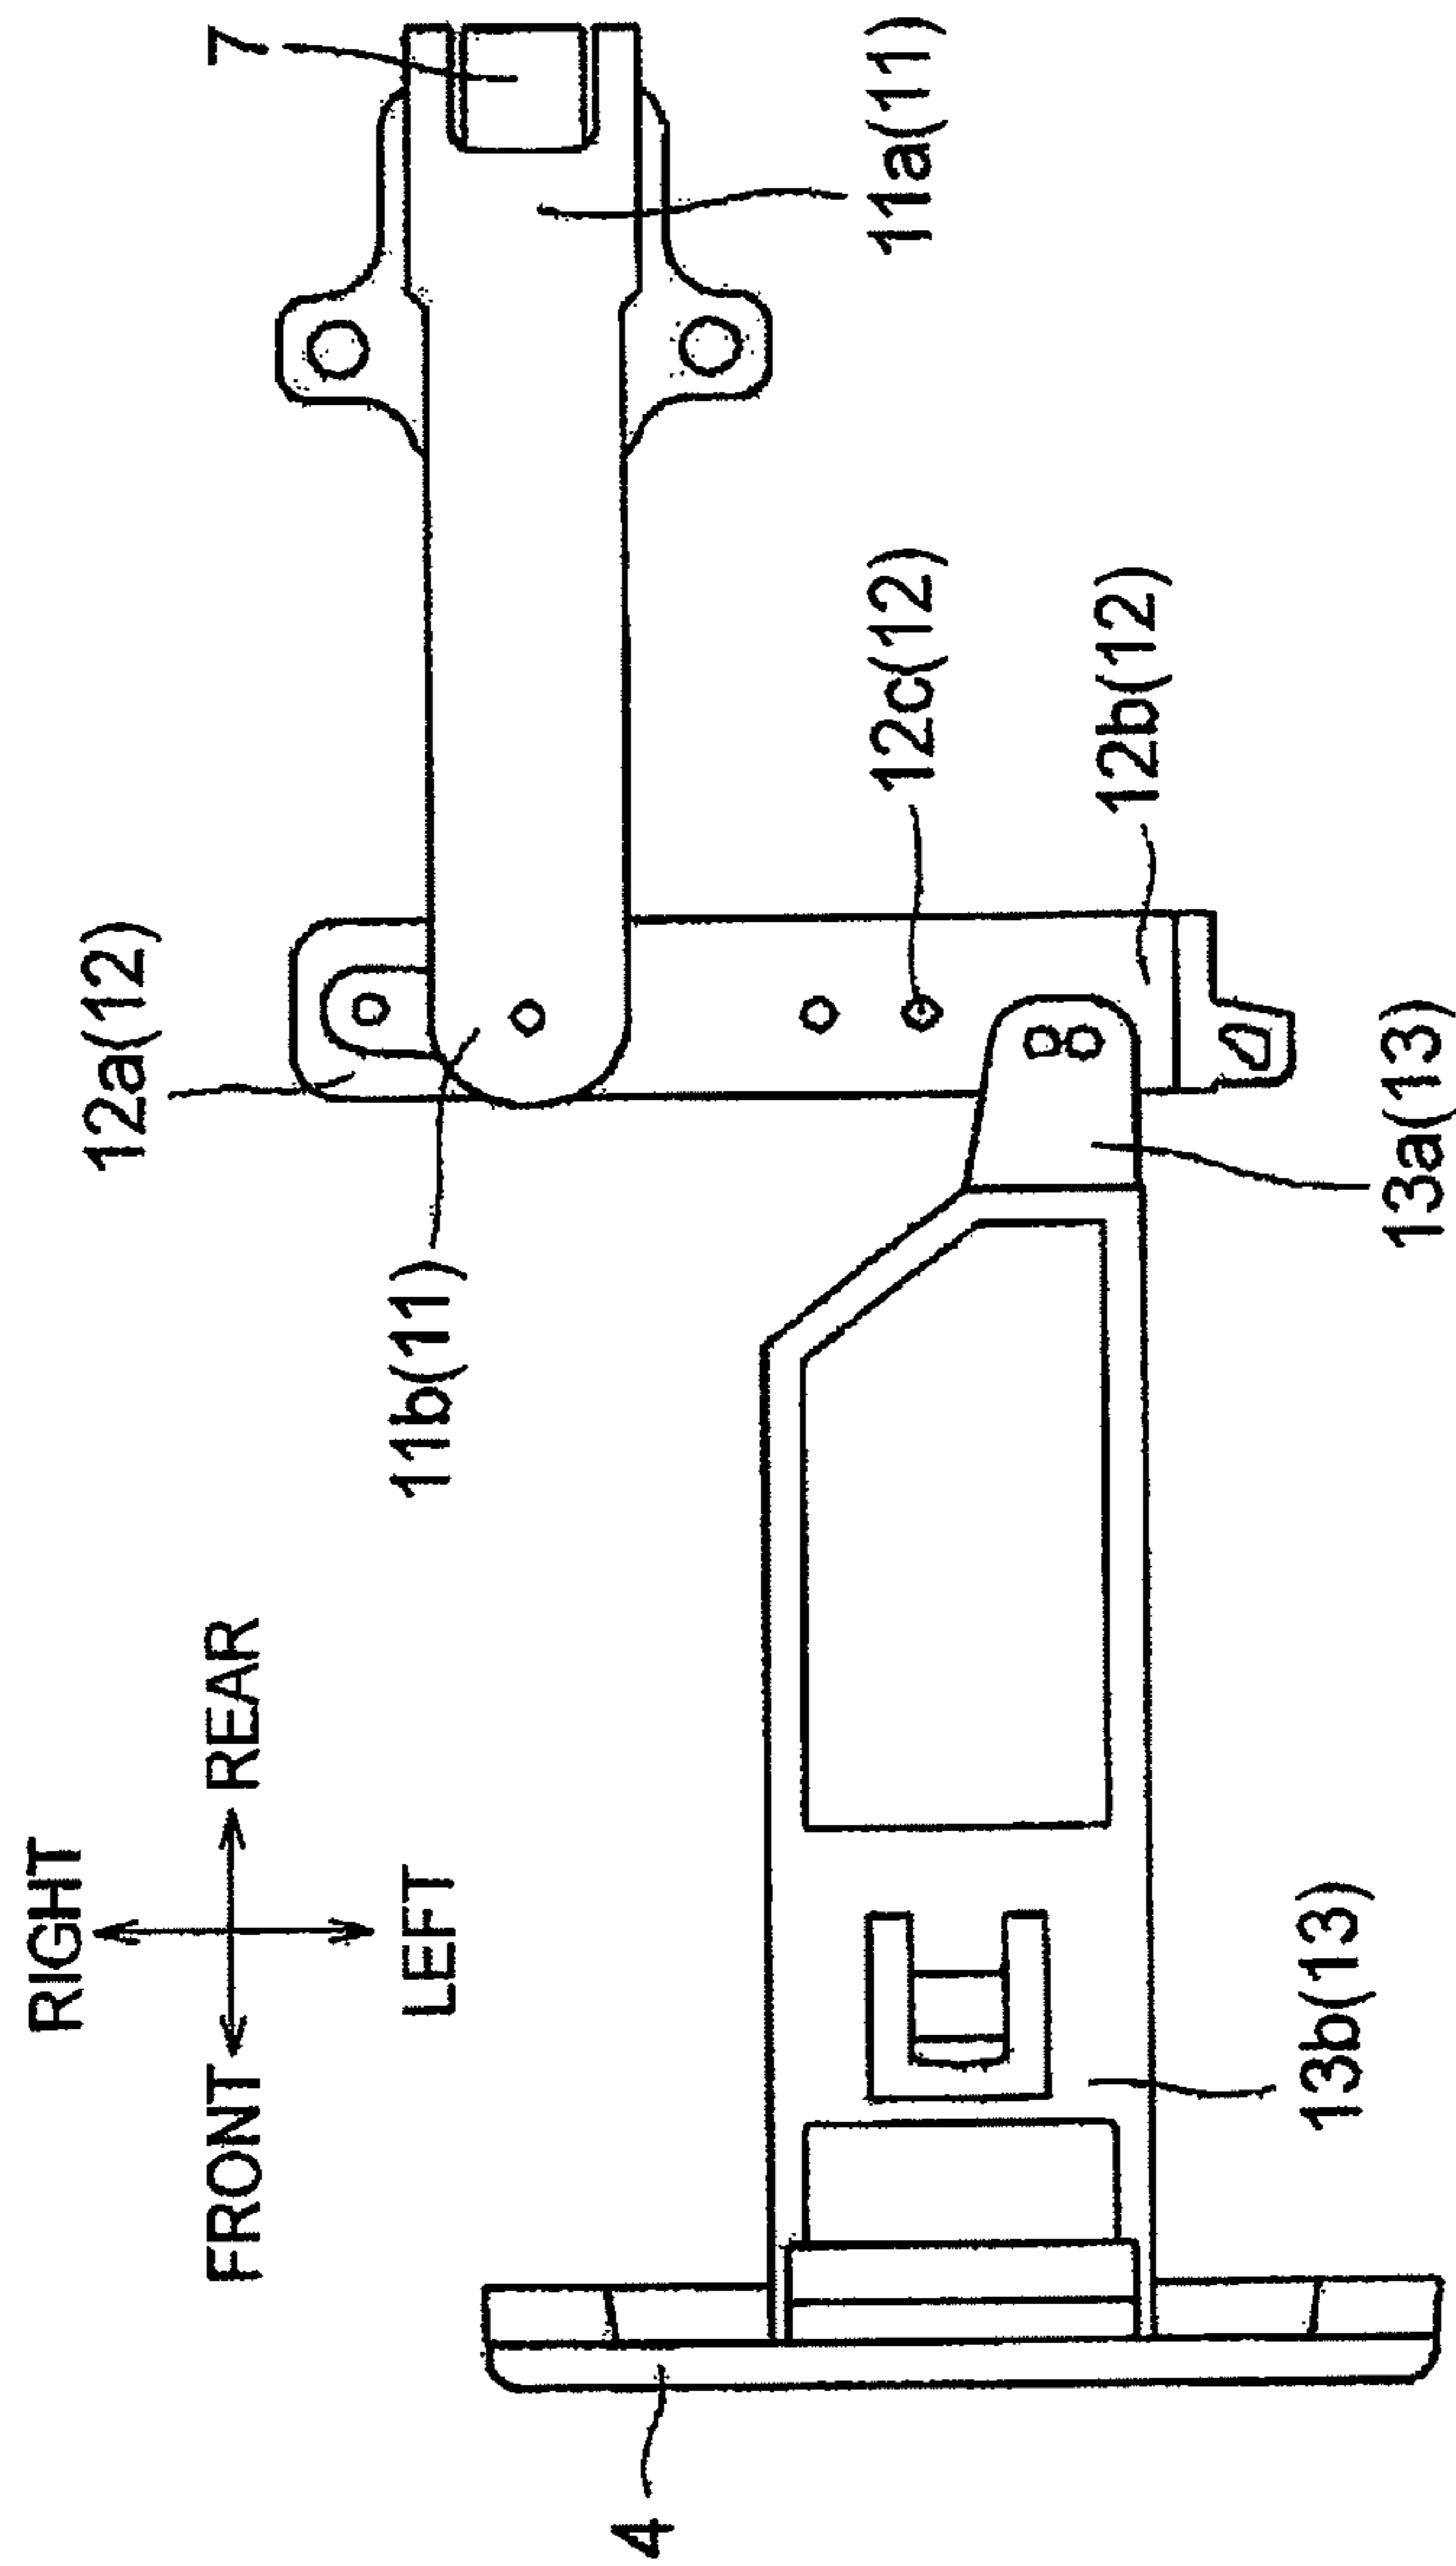 7
11a(11)
12c(12)
12b(12)
12a(12)
13a(13)
11b(11)
RIGHT
REAR
FRONT
LEFT
13b(13)
4